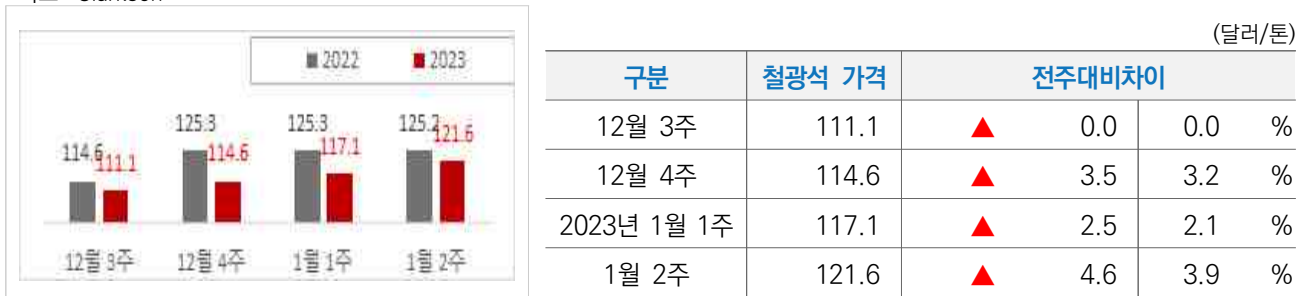 2022 2023
125.3 125.3 125.2 121.6
114.6 111.1 114.6 117.1
12월 3주 12월 4주 1월 1주 1월 2주
(달러/톤)
구분 철광석 가격 전주대비차이
12월 3주 111.1 ▲ 0.0 0.0 %
12월 4주 114.6 ▲ 3.5 3.2 %
2023년 1월 1주 117.1 ▲ 2.5 2.1 %
1월 2주 121.6 ▲ 4.6 3.9 %